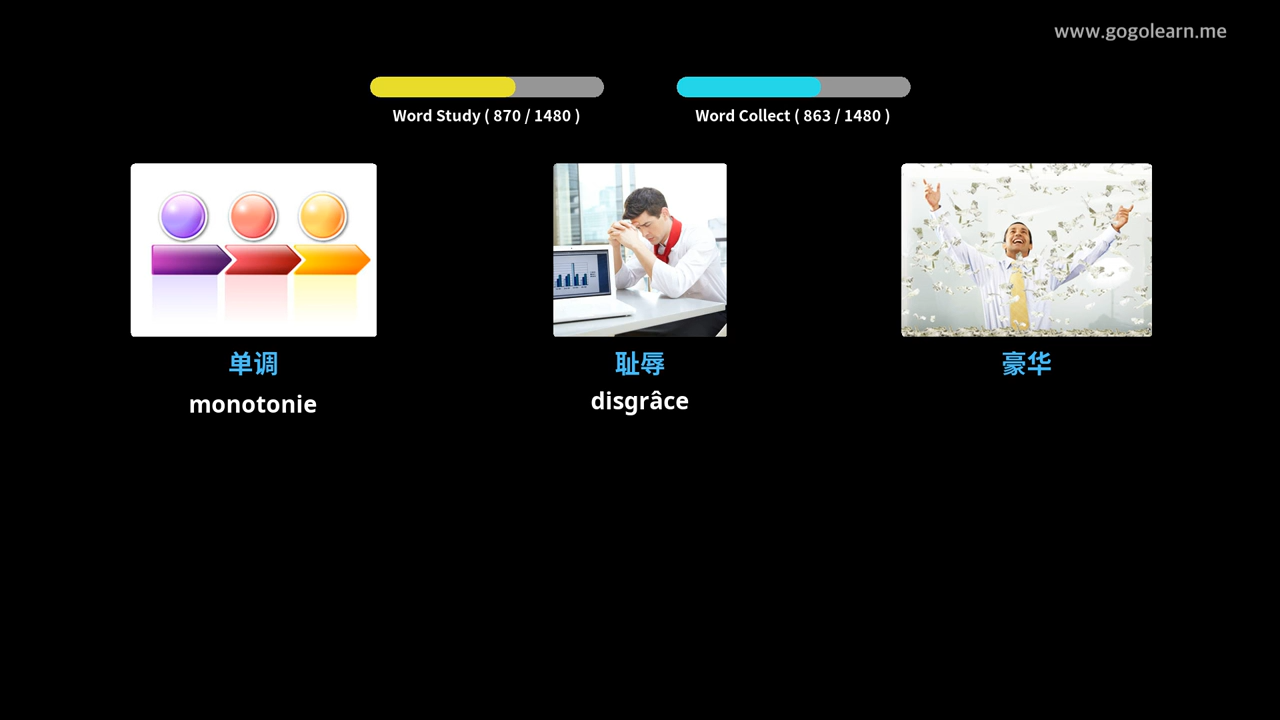 www.gogolearn.me
Word Study ( 870 / 1480 )
Word Collect ( 863 / 1480 )
单调
monotonie
耻辱
disgrâce
豪华